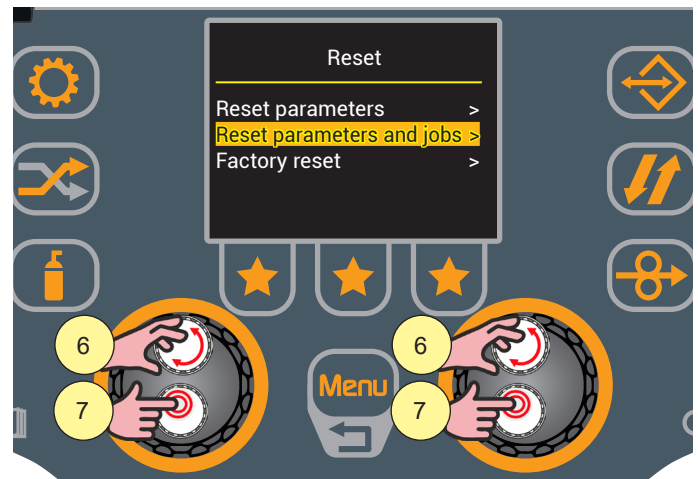 Reset
Reset parameters >
Reset parameters and jobs >
Factory reset >
6
6
7
7
Menu